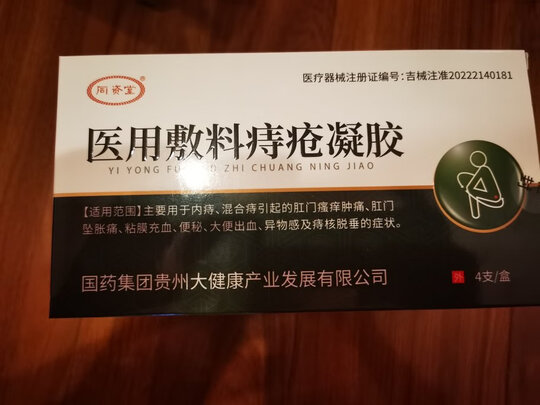 同资堂
医疗器械注册证编号:吉械注准20222140181
医用敷料痔疮凝胶
YI YONG FU ZHI CHUANG NING JIAO
【适用范围】主要用于内痔、混合痔引起的肛门瘙痒肿痛、肛门
坠胀痛、粘膜充血、便秘、大便出血、异物感及痔核脱垂的症状。
国药集团贵州大健康产业发展有限公司
外 4支/盒